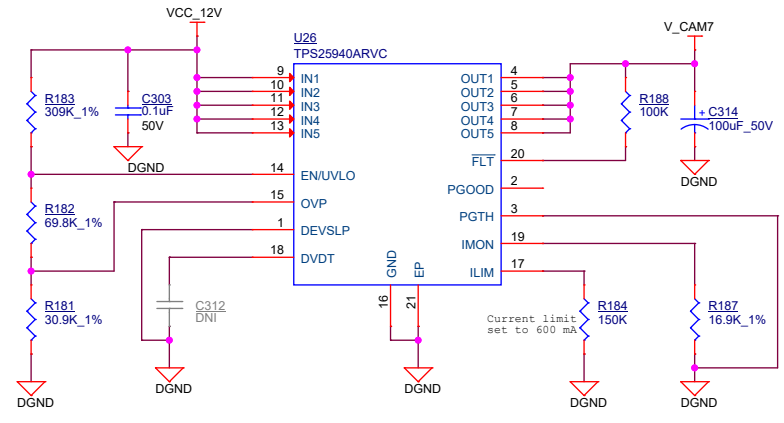 VCC_12V
V_CAM7
U26
TPS25940ARVC
R183
309K_1%
C303
0.1uF
50V
DGND
9 IN1
10 IN2
11 IN3
12 IN4
13 IN5
14 EN/UVLO
15 OVP
1 DEVSLP
18 DVDT
OUT1 4
OUT2 5
OUT3 6
OUT4 7
OUT5 8
FLT 20
PGOOD 2
PGTH 3
IMON 19
ILIM 17
GND 16
EP 21
R188
100K
C314
100uF_50V
DGND
R182
69.8K_1%
R181
30.9K_1%
C312
DNI
Current limit
set to 600 mA
R184
150K
R187
16.9K_1%
DGND
DGND
DGND
DGND
DGND